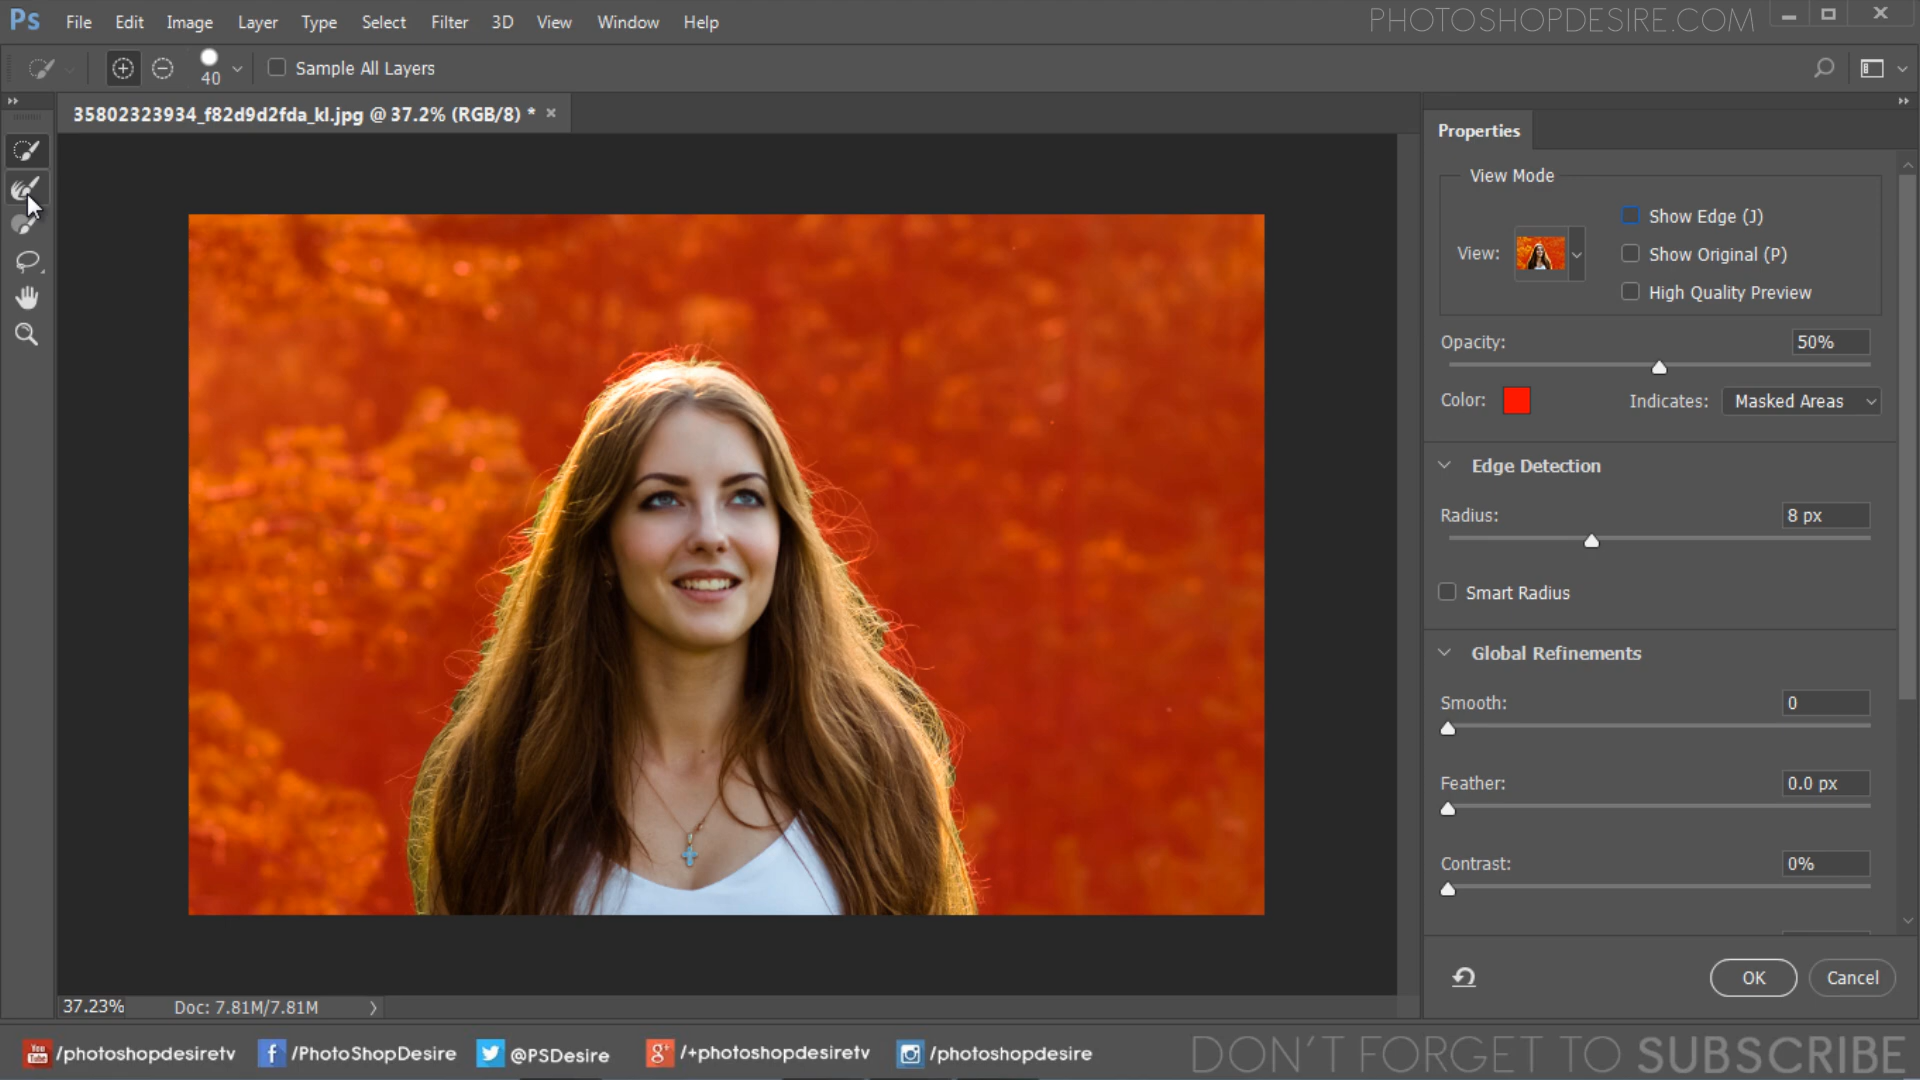 Ps File Edit Image Layer Type Select Filter 3D View Window Help PHOTOSHOPDESIRE.COM
40 Sample All Layers
35802323934_f82d9d2fda_kl.jpg @ 37.2% (RGB/8) * ×
Properties
View Mode
Show Edge (J)
View: Show Original (P)
High Quality Preview
Opacity: 50%
Color: Indicates: Masked Areas
Edge Detection
Radius: 8 px
Smart Radius
Global Refinements
Smooth: 0
Feather: 0.0 px
Contrast: 0%
OK Cancel
37.23% Doc: 7.81M/7.81M
You Tube /photoshopdesiretv f /PhotoShopDesire @PSDesire g+ /+photoshopdesiretv /photoshopdesire DON'T FORGET TO SUBSCRIBE